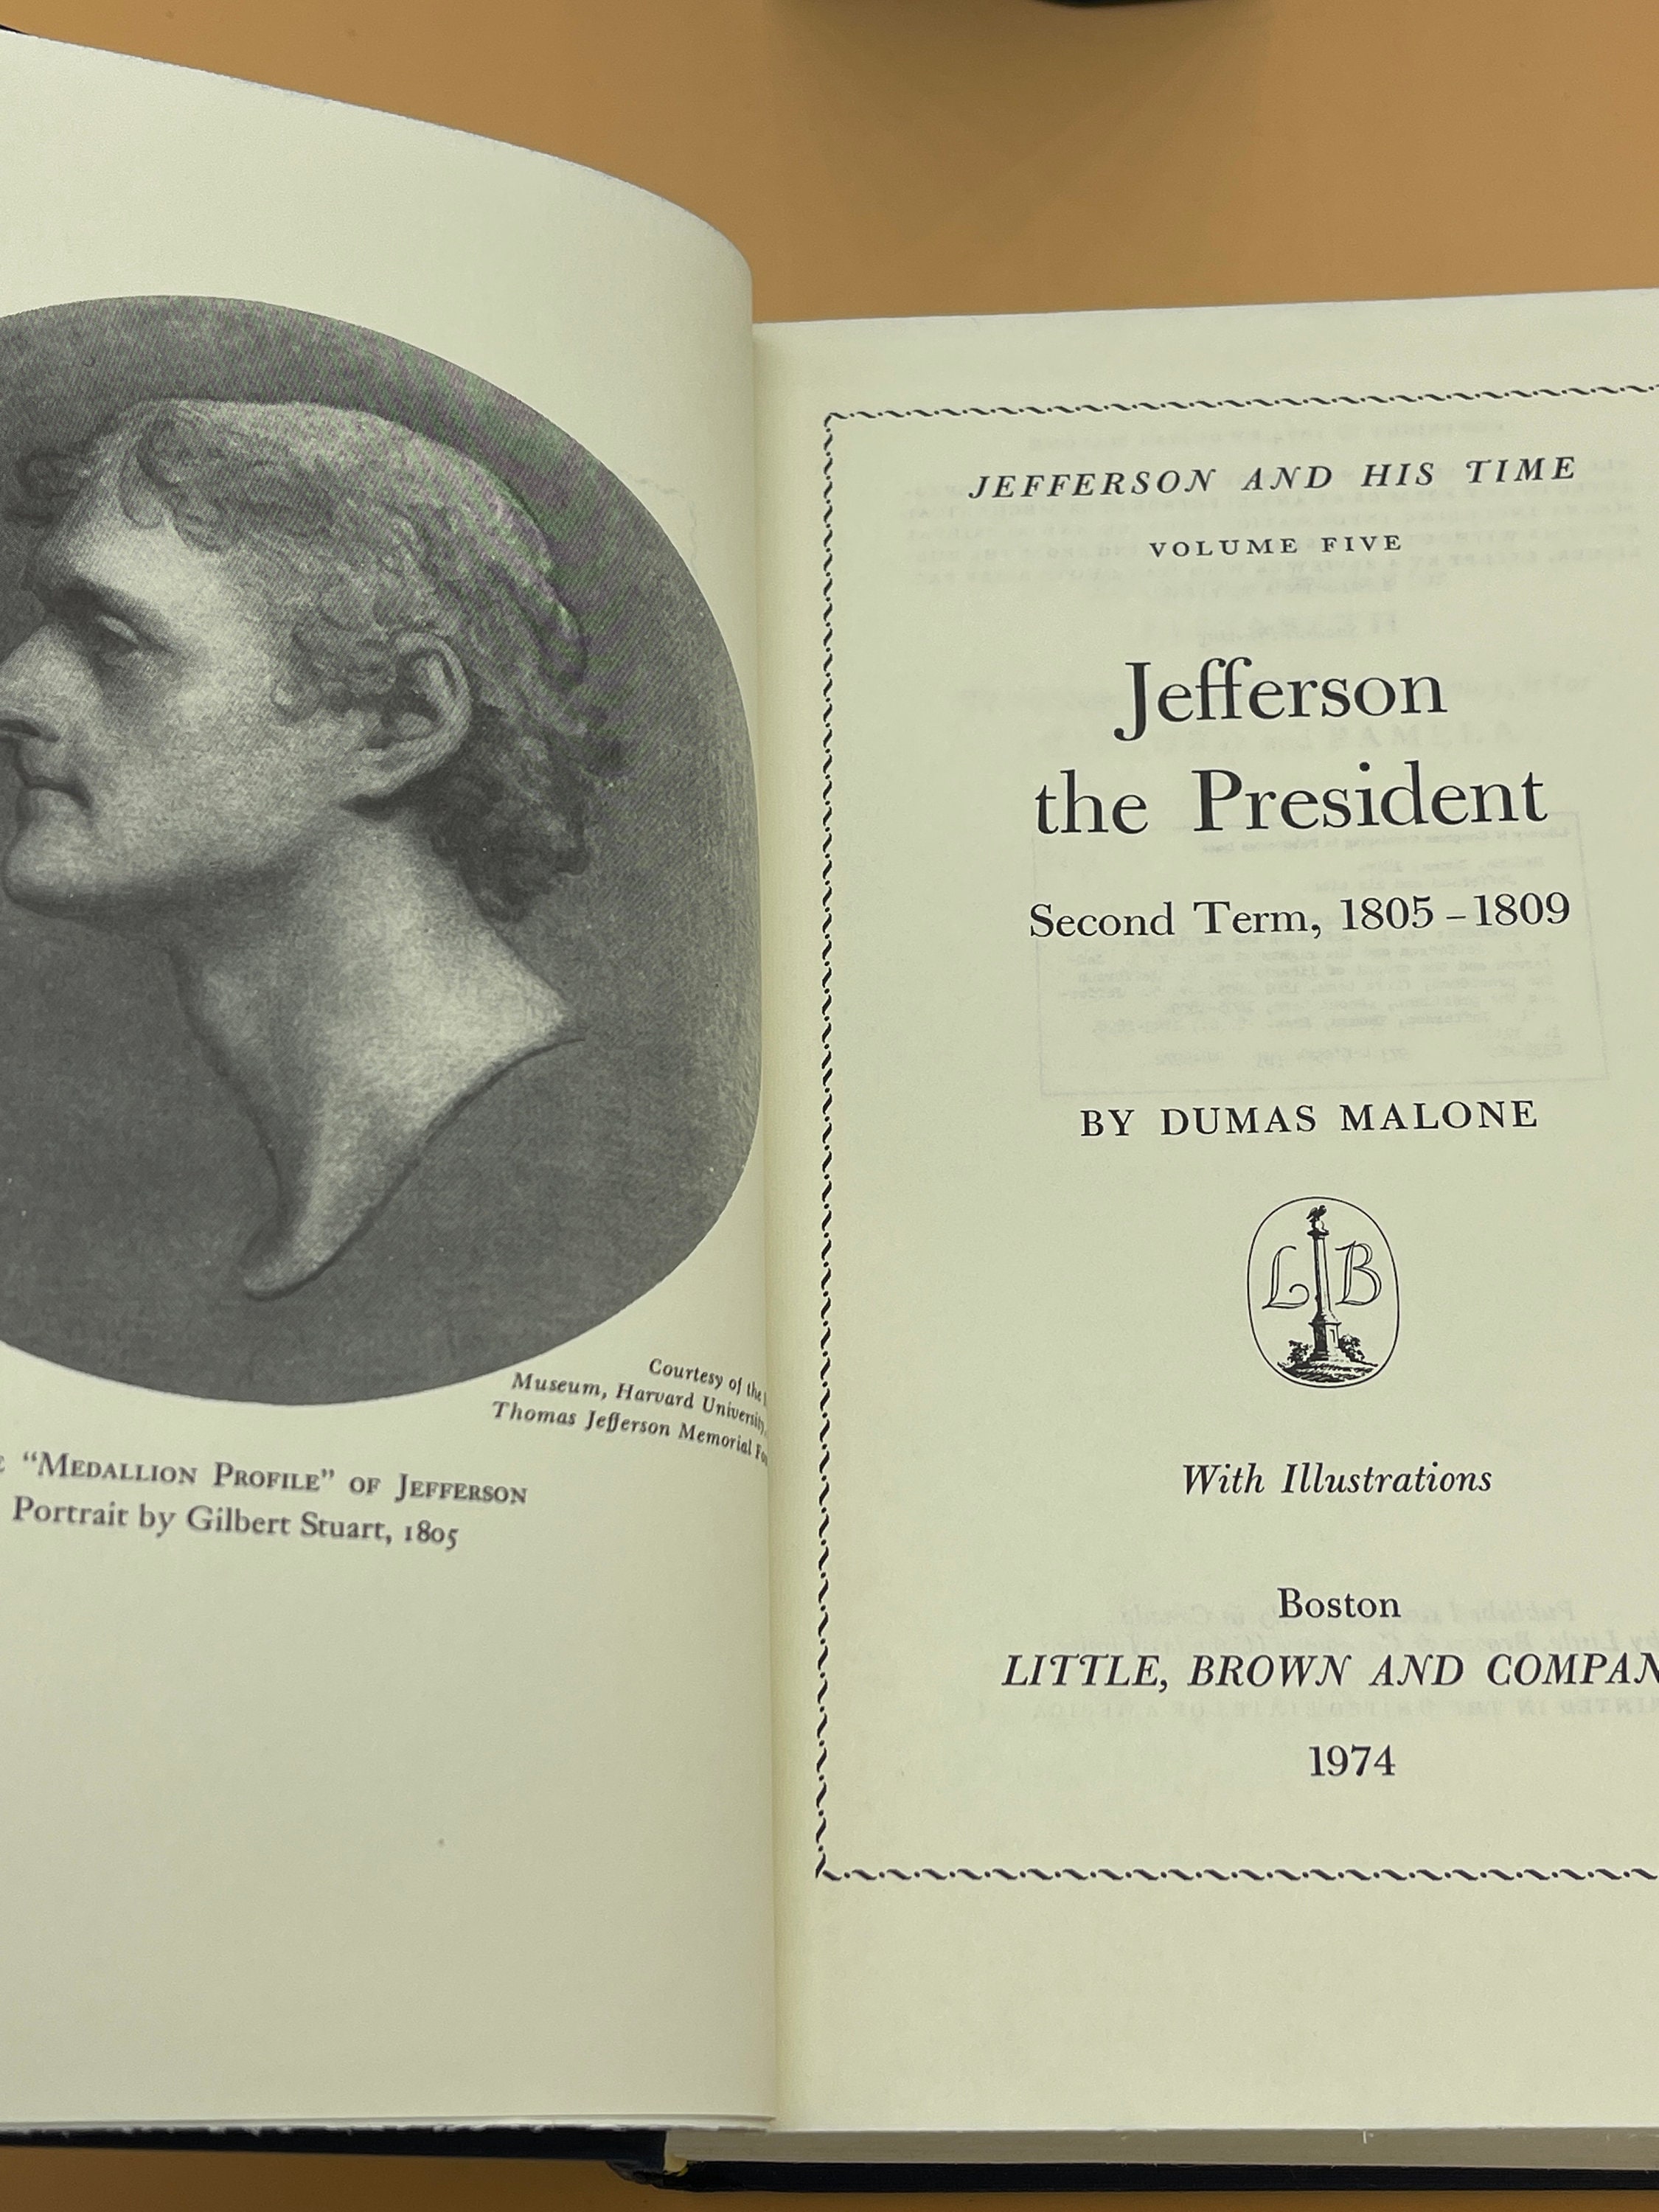 Courtesy of the
Museum, Harvard University,
Thomas Jefferson Memorial
"MEDALLION PROFILE" OF JEFFERSON
Portrait by Gilbert Stuart, 1805
JEFFERSON AND HIS TIME
VOLUME FIVE
Jefferson
the President
Second Term, 1805-1809
BY DUMAS MALONE
L B
With Illustrations
Boston
LITTLE, BROWN AND COMPAN
1974